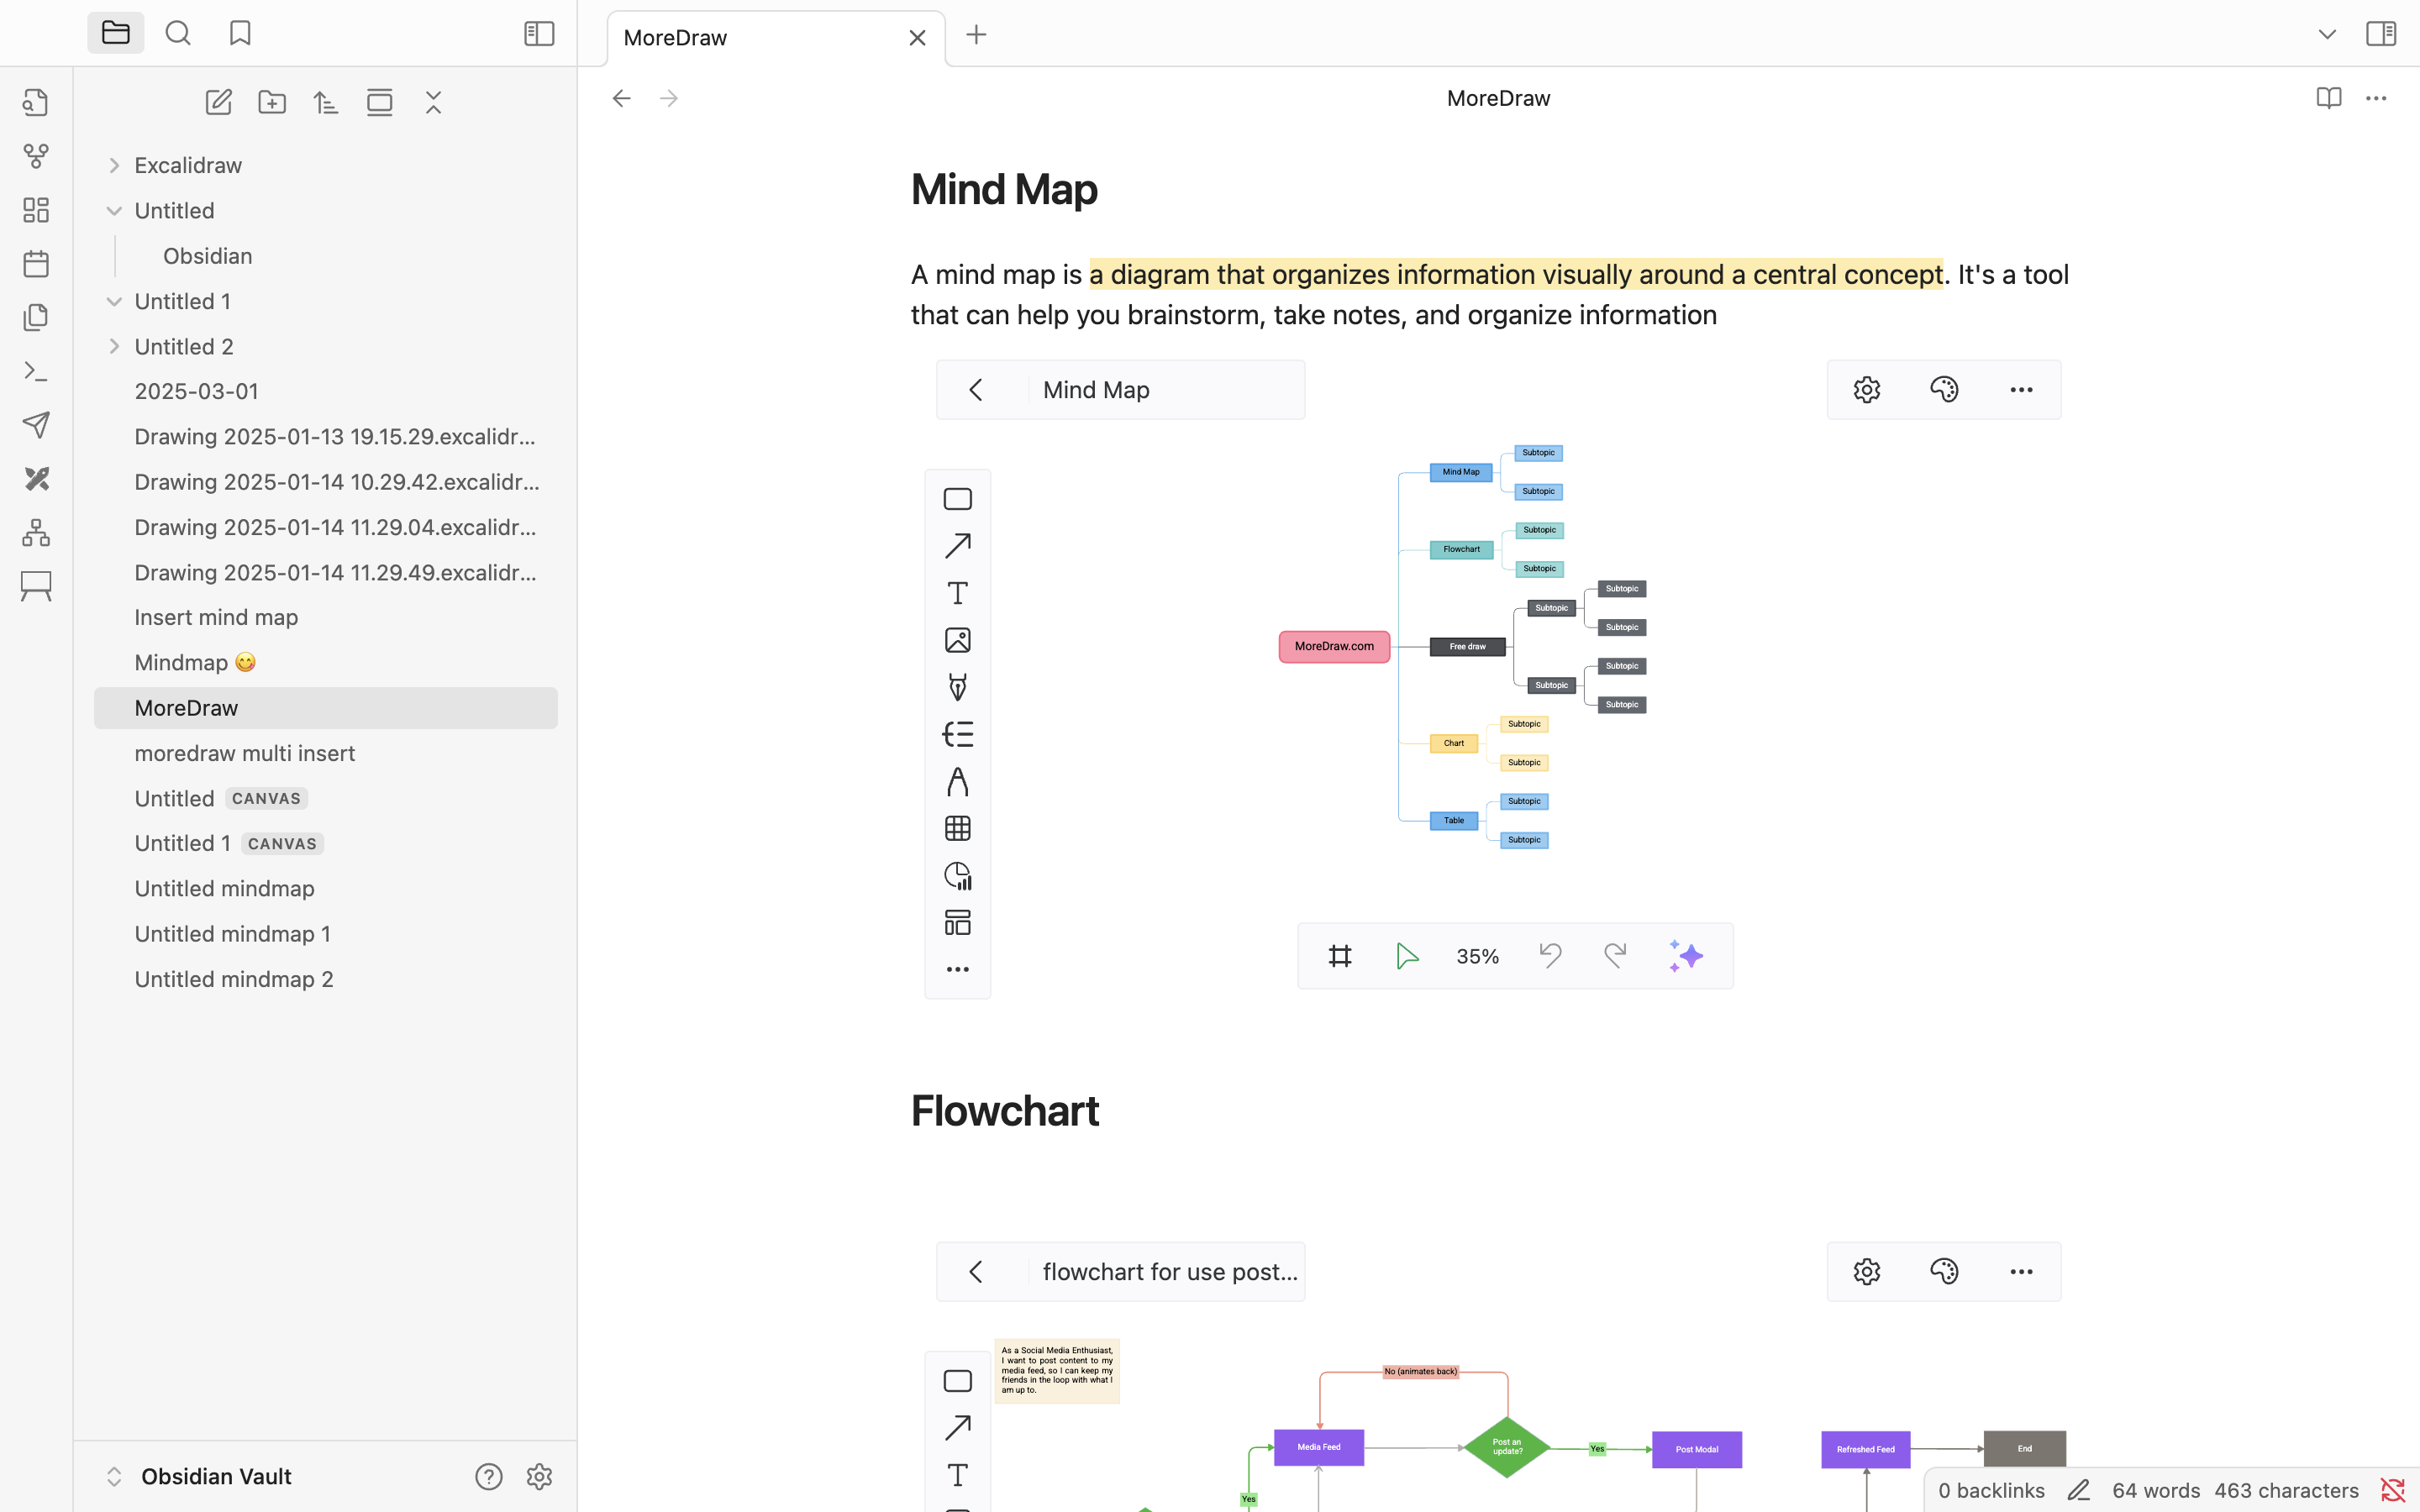 MoreDraw
MoreDraw
Excalidraw
Untitled
Obsidian
Untitled 1
Untitled 2
2025-03-01
Drawing 2025-01-13 19.15.29.excalidr...
Drawing 2025-01-14 10.29.42.excalidr...
Drawing 2025-01-14 11.29.04.excalidr...
Drawing 2025-01-14 11.29.49.excalidr...
Insert mind map
Mindmap 😋
MoreDraw
moredraw multi insert
Untitled CANVAS
Untitled 1 CANVAS
Untitled mindmap
Untitled mindmap 1
Untitled mindmap 2
Obsidian Vault
Mind Map
A mind map is a diagram that organizes information visually around a central concept. It's a tool
that can help you brainstorm, take notes, and organize information
Mind Map
MoreDraw.com
Mind Map
Subtopic
Subtopic
Flowchart
Subtopic
Subtopic
Free draw
Subtopic
Subtopic
Subtopic
Subtopic
Subtopic
Subtopic
Chart
Subtopic
Subtopic
Table
Subtopic
Subtopic
35%
Flowchart
flowchart for use post...
As a Social Media Enthusiast,
I want to post content to my
media feed, so I can keep my
friends in the loop with what I
am up to.
No (animates back)
Media Feed
Post an
update?
Yes
Post Modal
Refreshed Feed
End
Yes
0 backlinks
64 words
463 characters